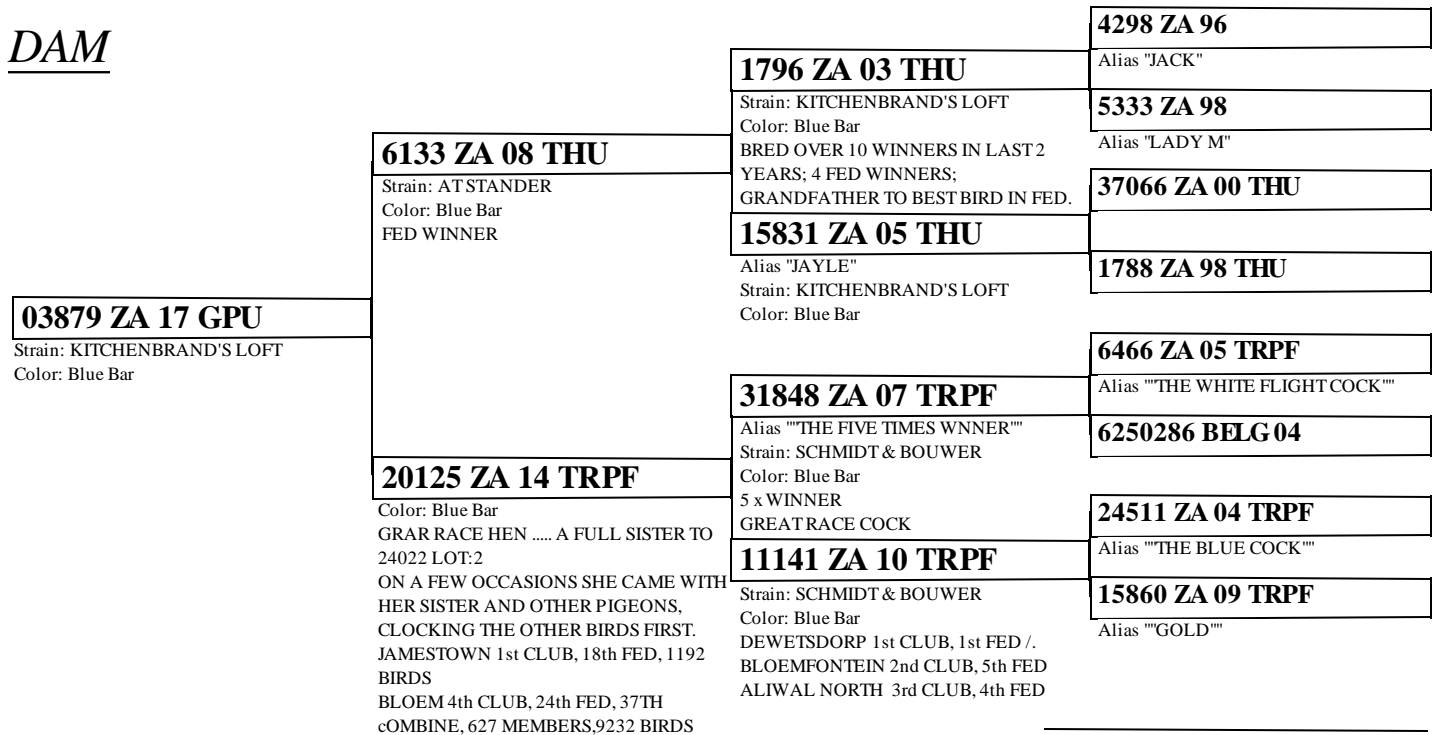 DAM
03879 ZA 17 GPU
Strain: KITCHENBRAND'S LOFT
Color: Blue Bar
6133 ZA 08 THU
Strain: AT STANDER
Color: Blue Bar
FED WINNER
20125 ZA 14 TRPF
Color: Blue Bar
GRAR RACE HEN ..... A FULL SISTER TO
24022 LOT:2
ON A FEW OCCASIONS SHE CAME WITH
HER SISTER AND OTHER PIGEONS,
CLOCKING THE OTHER BIRDS FIRST.
JAMESTOWN 1st CLUB, 18th FED, 1192
BIRDS
BLOEM 4th CLUB, 24th FED, 37TH
cOMBINE, 627 MEMBERS,9232 BIRDS
1796 ZA 03 THU
Strain: KITCHENBRAND'S LOFT
Color: Blue Bar
BRED OVER 10 WINNERS IN LAST 2
YEARS; 4 FED WINNERS;
GRANDFATHER TO BEST BIRD IN FED.
15831 ZA 05 THU
Alias "JAYLE"
Strain: KITCHENBRAND'S LOFT
Color: Blue Bar
31848 ZA 07 TRPF
Alias ""THE FIVE TIMES WNNER""
Strain: SCHMIDT & BOUWER
Color: Blue Bar
5 x WINNER
GREAT RACE COCK
11141 ZA 10 TRPF
Strain: SCHMIDT & BOUWER
Color: Blue Bar
DEWETSDORP 1st CLUB, 1st FED /.
BLOEMFONTEIN 2nd CLUB, 5th FED
ALIWAL NORTH 3rd CLUB, 4th FED
4298 ZA 96
Alias "JACK"
5333 ZA 98
Alias "LADY M"
37066 ZA 00 THU
1788 ZA 98 THU
6466 ZA 05 TRPF
Alias ""THE WHITE FLIGHT COCK""
6250286 BELG 04
24511 ZA 04 TRPF
Alias ""THE BLUE COCK""
15860 ZA 09 TRPF
Alias ""GOLD""